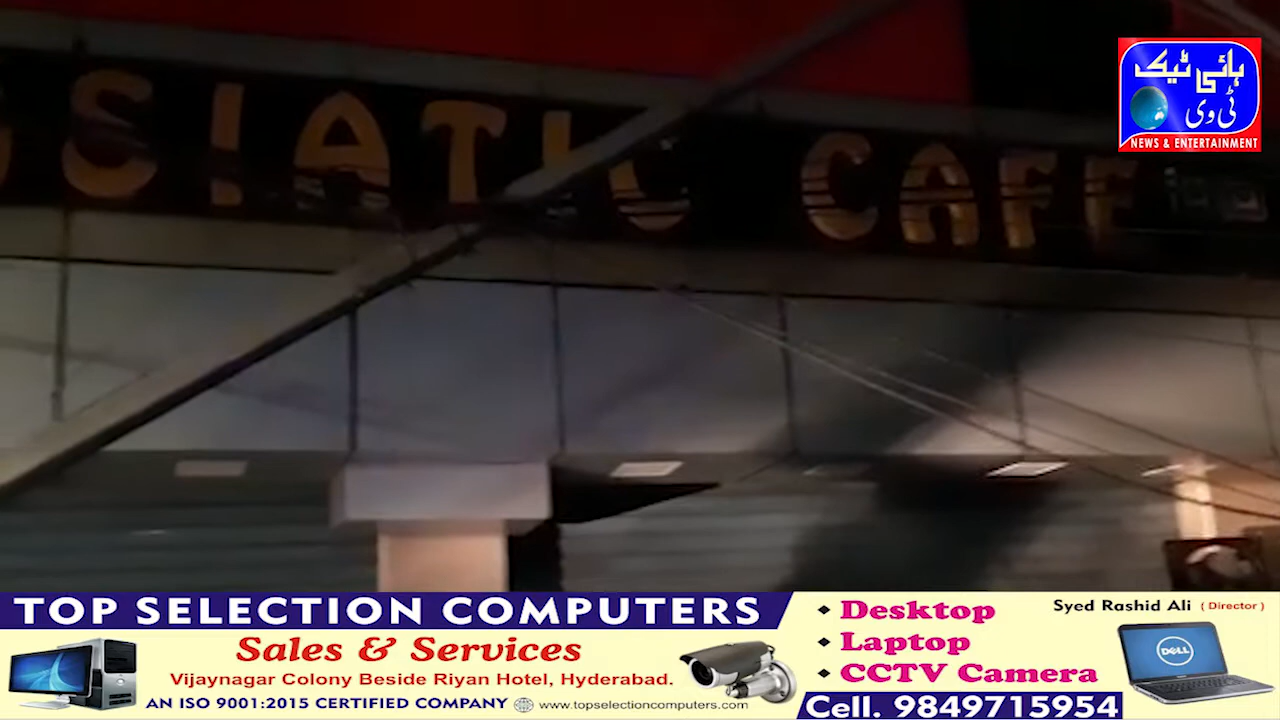 SIATIC CAFE
ہائی ٹیک
ٹی وی
NEWS & ENTERTAINMENT
TOP SELECTION COMPUTERS
Sales & Services
Vijaynagar Colony Beside Riyan Hotel, Hyderabad.
AN ISO 9001:2015 CERTIFIED COMPANY www.topselectioncomputers.com
Desktop
Laptop
CCTV Camera
Cell. 9849715954
Syed Rashid Ali (Director)
DELL